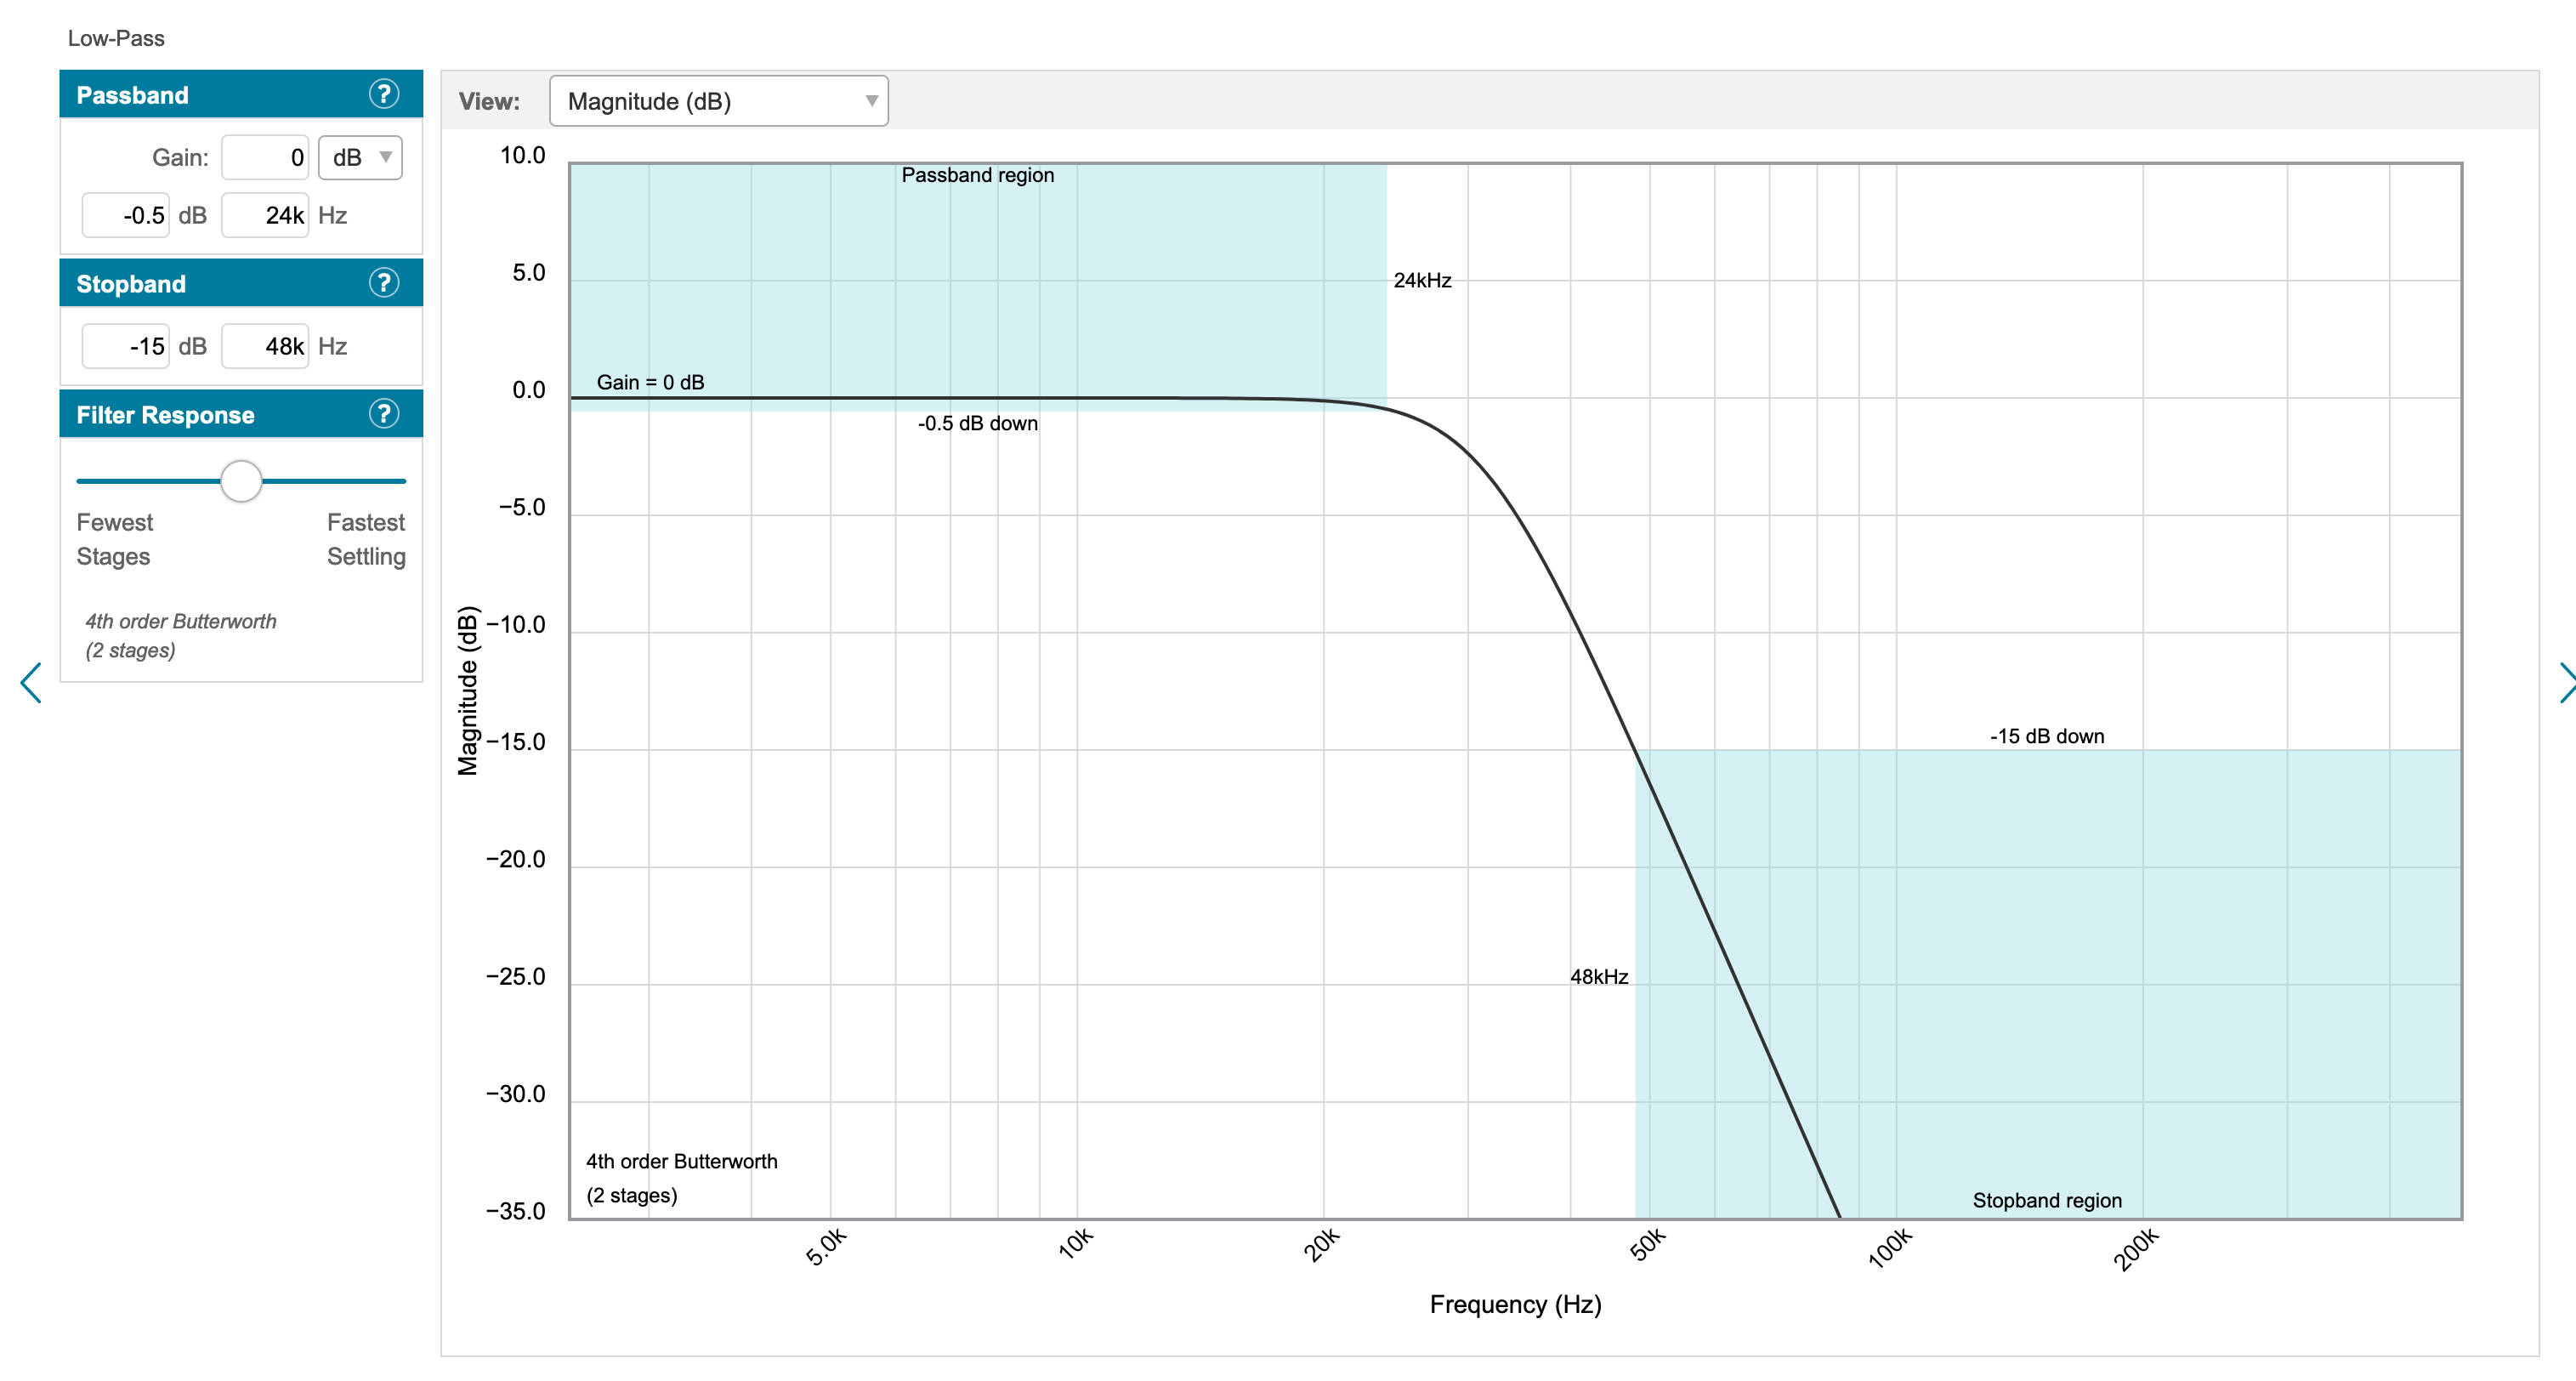 Low-Pass
Passband ?
Gain: 0 dB
-0.5 dB 24k Hz
Stopband ?
-15 dB 48k Hz
Filter Response ?
Fewest Stages
Fastest Settling
4th order Butterworth
(2 stages)
View: Magnitude (dB)
Magnitude (dB)
10.0
5.0
0.0
−5.0
−10.0
−15.0
−20.0
−25.0
−30.0
−35.0
Passband region
24kHz
Gain = 0 dB
-0.5 dB down
-15 dB down
48kHz
4th order Butterworth
(2 stages)
Stopband region
5.0k 10k 20k 50k 100k 200k
Frequency (Hz)